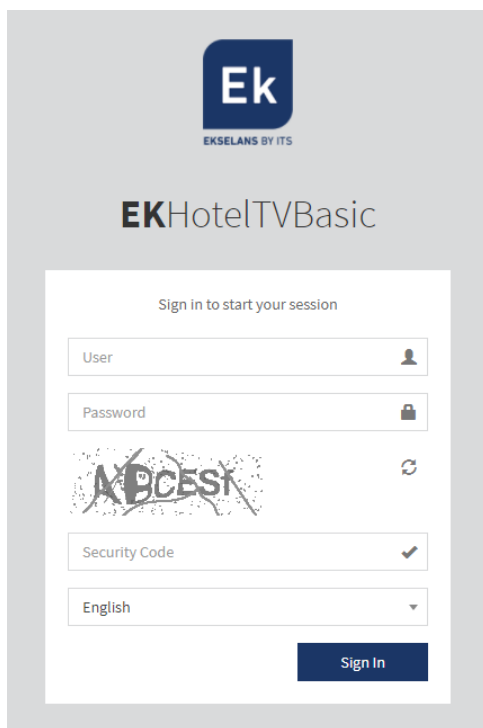 Ek
EKSELANS BY ITS
EKHotelTVBasic
Sign in to start your session
User
Password
Security Code
English
Sign In